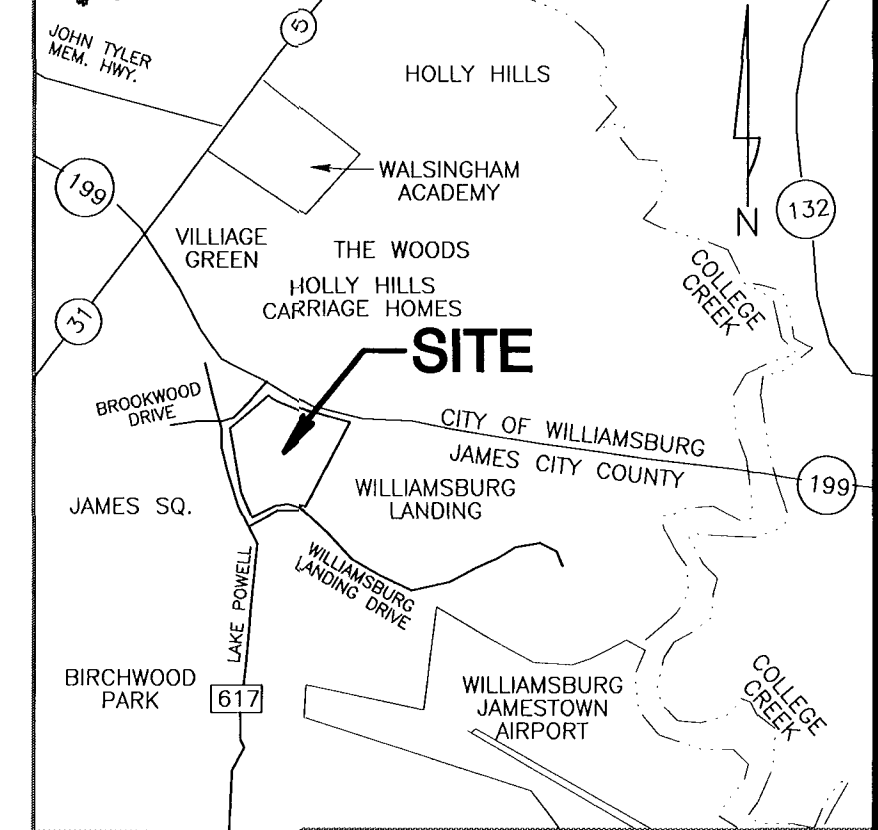 5
JOHN TYLER
MEM. HWY.
HOLLY HILLS
WALSINGHAM
ACADEMY
199
N
132
VILLIAGE
GREEN
THE WOODS
HOLLY HILLS
CARRIAGE HOMES
COLLEGE
CREEK
31
SITE
BROOKWOOD
DRIVE
CITY OF WILLIAMSBURG
JAMES CITY COUNTY
199
JAMES SQ.
WILLIAMSBURG
LANDING
WILLIAMSBURG
LANDING DRIVE
LAKE POWELL
BIRCHWOOD
PARK
617
WILLIAMSBURG
JAMESTOWN
AIRPORT
COLLEGE
CREEK